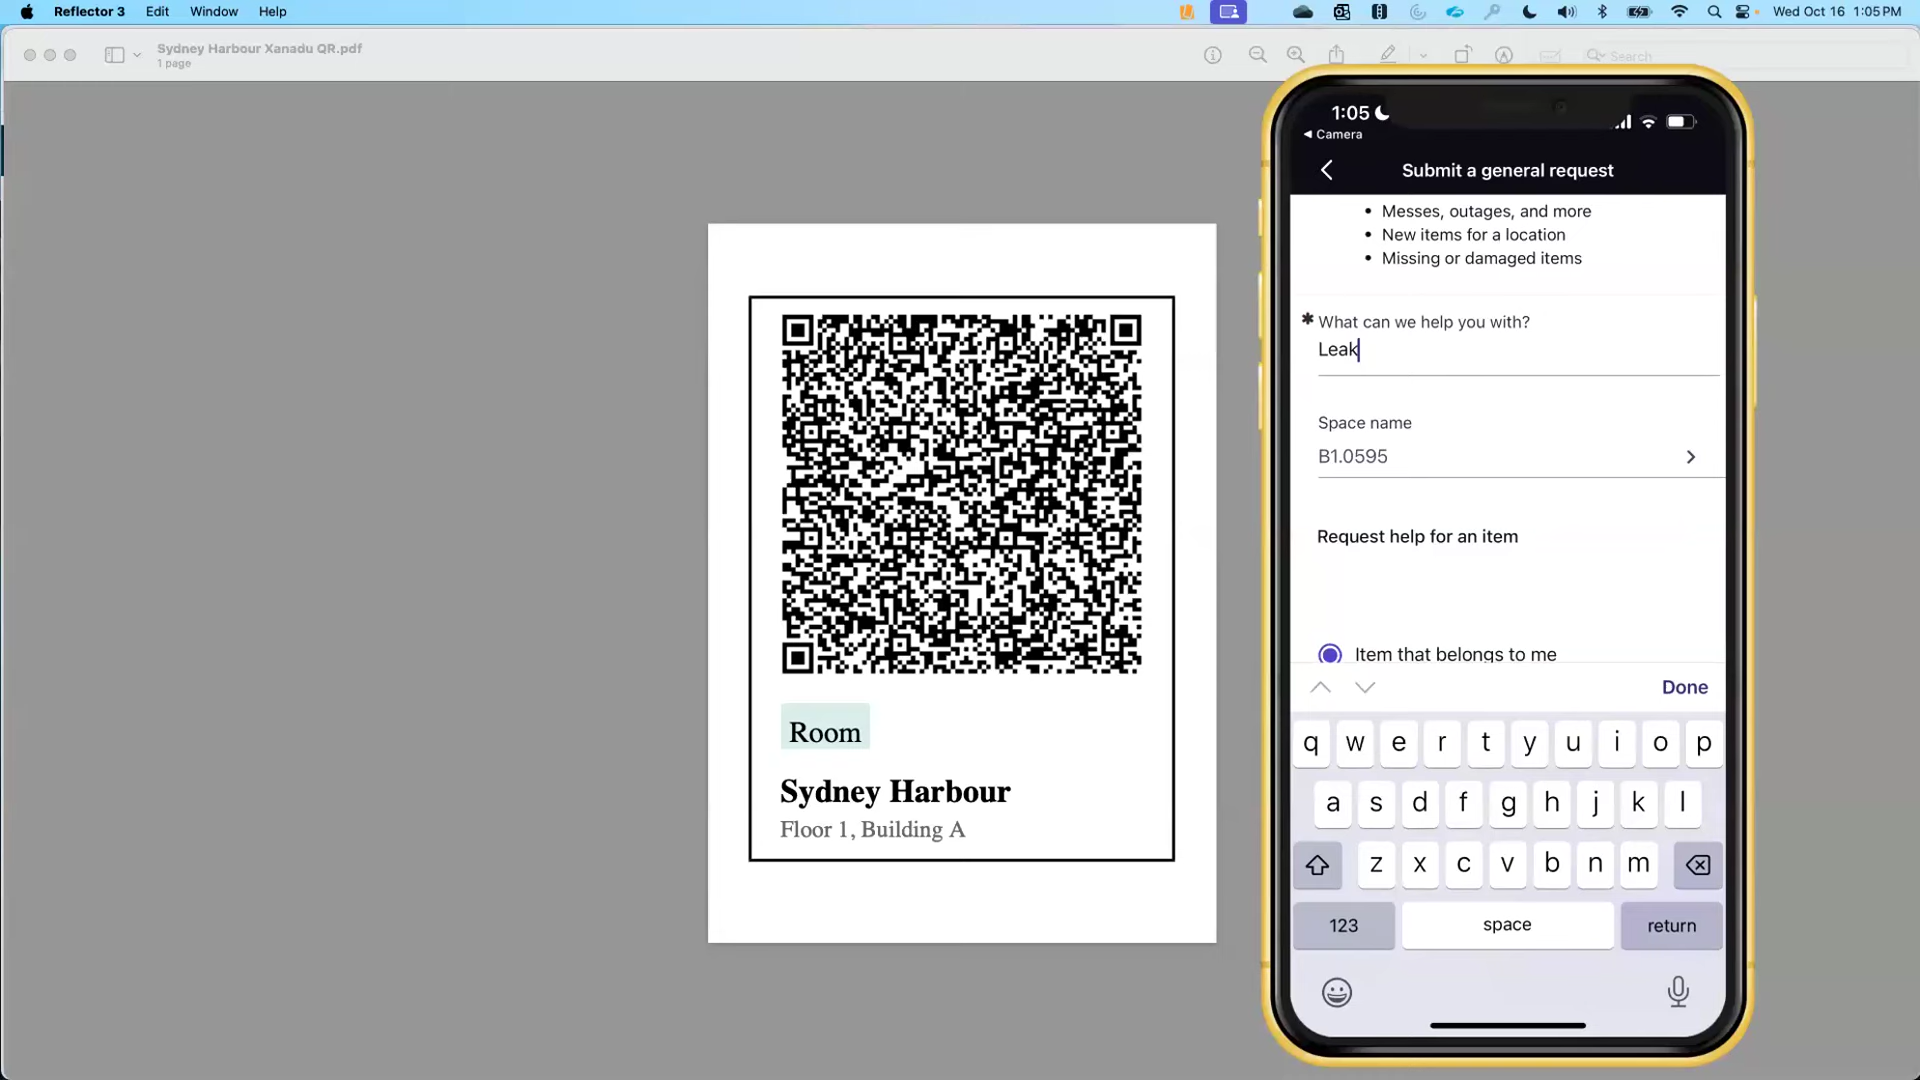 Reflector 3 Edit Window Help
Wed Oct 16 1:05 PM
Sydney Harbour Xanadu QR.pdf
1 page
Search
Room
Sydney Harbour
Floor 1, Building A
1:05
Camera
Submit a general request
• Messes, outages, and more
• New items for a location
• Missing or damaged items
* What can we help you with?
Leak
Space name
B1.0595
Request help for an item
Item that belongs to me
Done
q w e r t y u i o p
a s d f g h j k l
z x c v b n m
123 space return